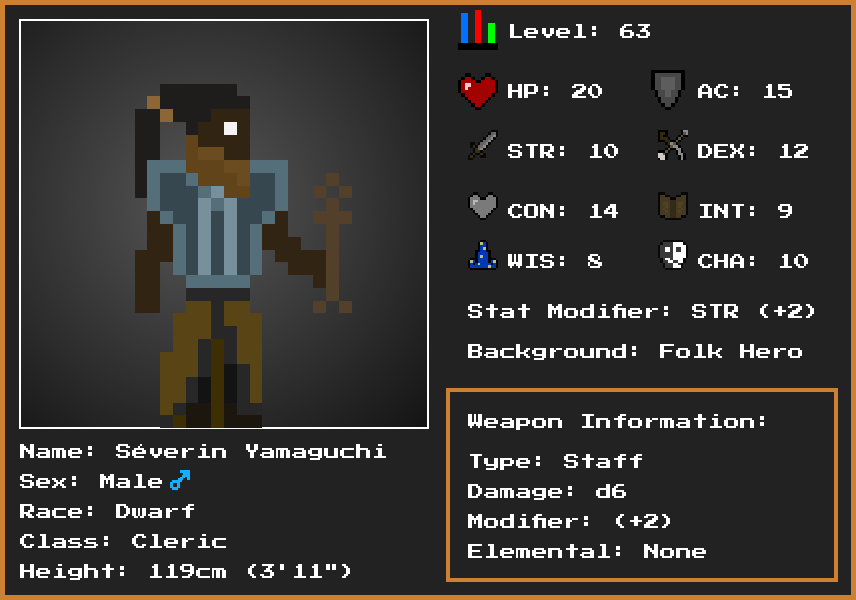 Level: 63
HP: 20
AC: 15
STR: 10
DEX: 12
CON: 14
INT: 9
WIS: 8
CHA: 10
Stat Modifier: STR (+2)
Background: Folk Hero
Weapon Information:
Type: Staff
Damage: d6
Modifier: (+2)
Elemental: None
Name: Séverin Yamaguchi
Sex: Male♂
Race: Dwarf
Class: Cleric
Height: 119cm (3'11")